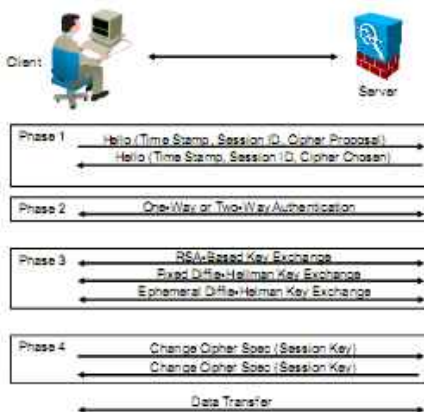 Client
Server
Phase 1
Hello (Time Stamp, Session ID, Cipher Proposal)
Hello (Time Stamp, Session ID, Cipher Chosen)
Phase 2
One-Way or Two-Way Authentication
Phase 3
RSA-Based Key Exchange
Fixed Diffie-Hellman Key Exchange
Ephemeral Diffie-Helman Key Exchange
Phase 4
Change Cipher Spec (Session Key)
Change Cipher Spec (Session Key)
Data Transfer